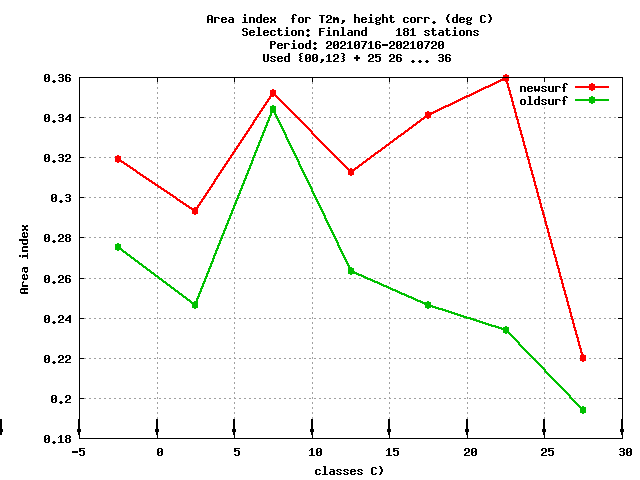 Area index  for T2m, height corr. (deg C)
Selection: Finland    181 stations
Period: 20210716-20210720
Used {00,12} + 25 26 ... 36
newsurf
oldsurf
0.36
0.34
0.32
0.3
0.28
0.26
0.24
0.22
0.2
0.18
Area index
-5 0 5 10 15 20 25 30
classes C)